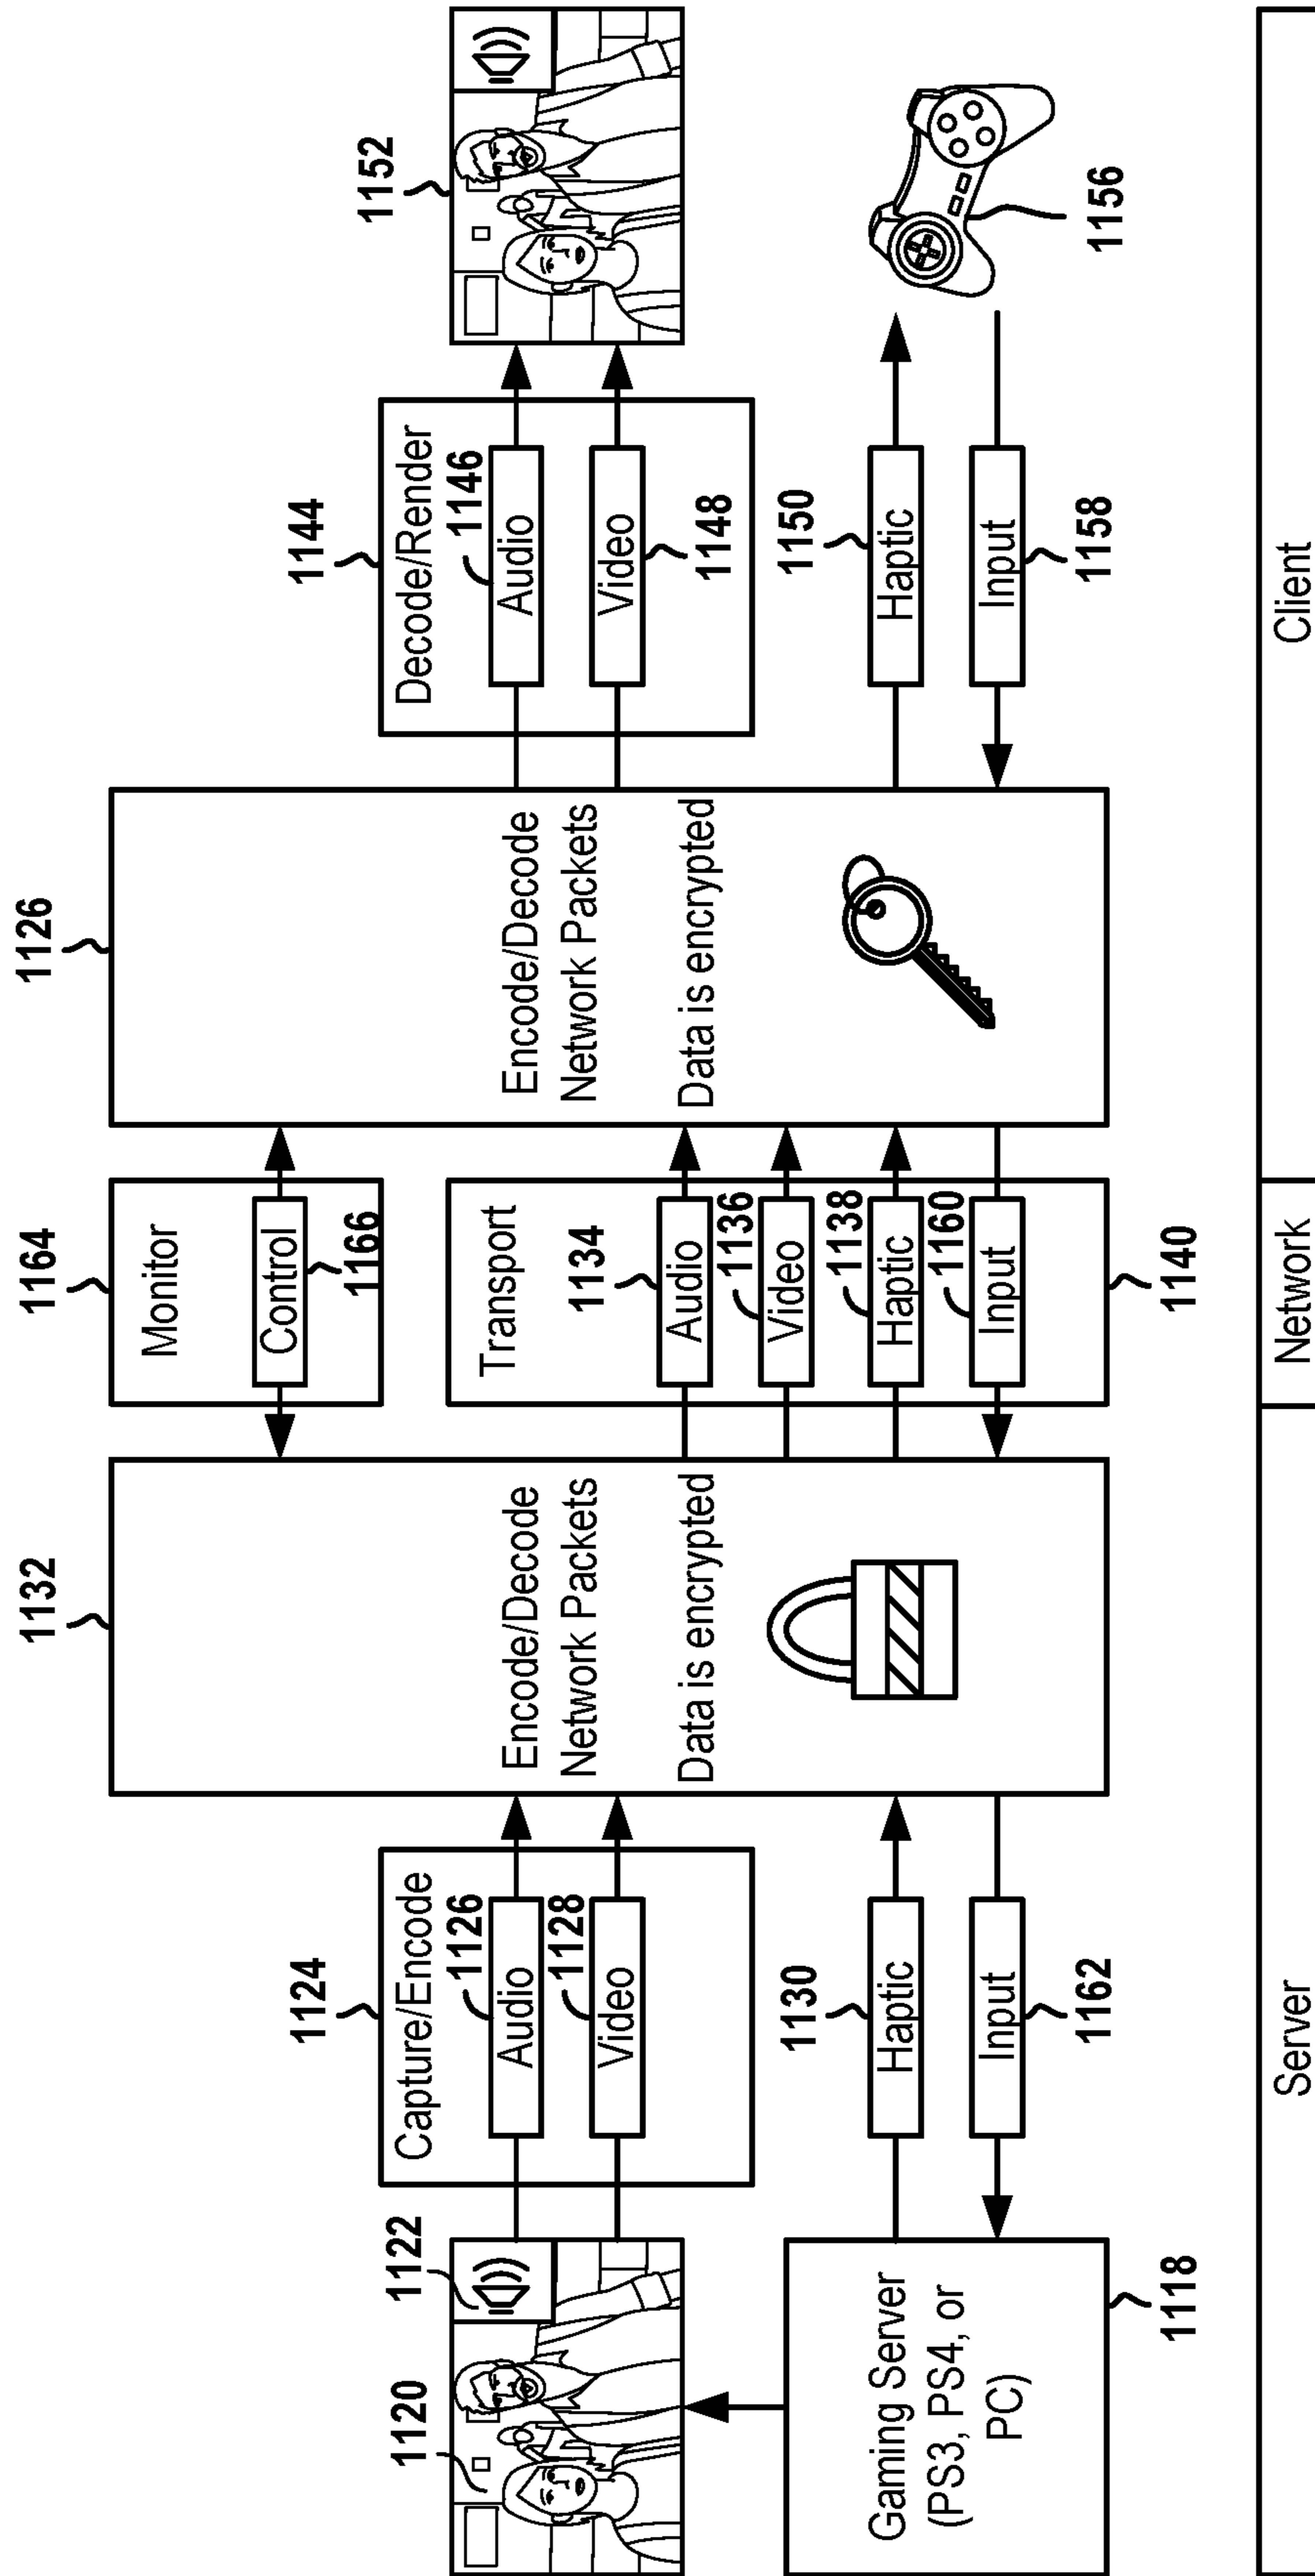 1132
1164
1126
Monitor
Control
1166
1124
Capture/Encode
Audio
1126
Video
1128
1144
Decode/Render
Audio
1146
Video
1148
1120
1122
1152
Encode/Decode
Network Packets
Data is encrypted
Transport
1134
Audio
1136
Video
1138
Haptic
1160
Input
1140
Encode/Decode
Network Packets
Data is encrypted
Gaming Server
(PS3, PS4, or
PC)
1118
1130
Haptic
Input
1162
1150
Haptic
Input
1158
1156
Server
Network
Client